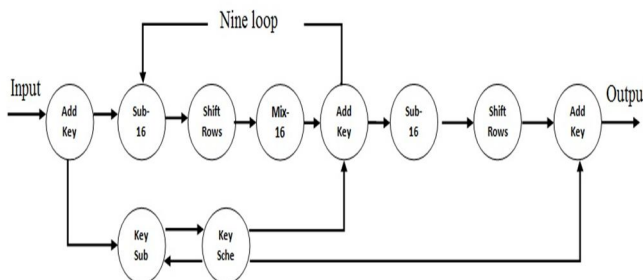 Nine loop
Input
Output
Add
Key
Sub-
16
Shift
Rows
Mix-
16
Add
Key
Sub-
16
Shift
Rows
Add
Key
Key
Sub
Key
Sche